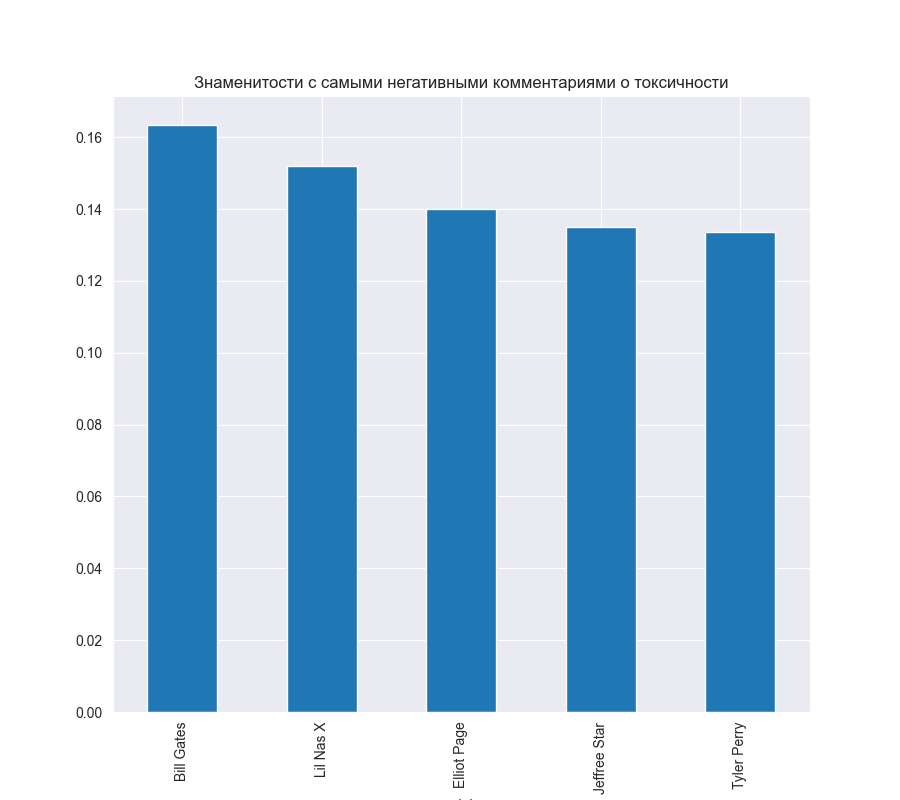 Знаменитости с самыми негативными комментариями о токсичности
0.16
0.14
0.12
0.10
0.08
0.06
0.04
0.02
0.00
Bill Gates
Lil Nas X
Elliot Page
Jeffree Star
Tyler Perry